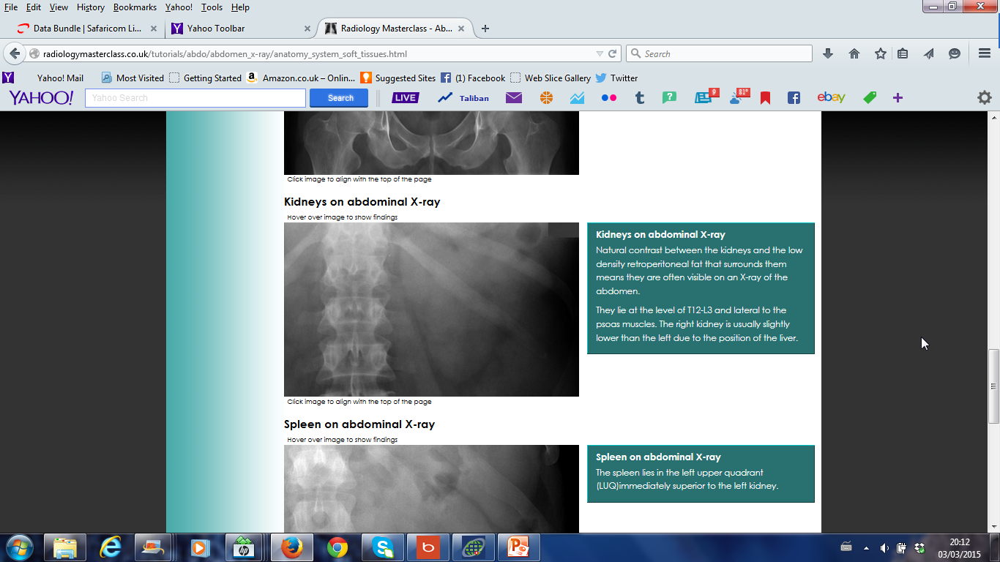 File Edit View History Bookmarks Yahoo! Tools Help
Data Bundle | Safaricom Li... × Yahoo Toolbar × Radiology Masterclass - Ab... × +
radiologymasterclass.co.uk/tutorials/abdo/abdomen_x-ray/anatomy_system_soft_tissues.html Search
Yahoo! Mail Most Visited Getting Started Amazon.co.uk – Onlin... Suggested Sites (1) Facebook Web Slice Gallery Twitter
YAHOO! Yahoo Search Search LIVE Taliban 9 81° ebay
Click image to align with the top of the page
Kidneys on abdominal X-ray
Hover over image to show findings
Kidneys on abdominal X-ray
Natural contrast between the kidneys and the low
density retroperitoneal fat that surrounds them
means they are often visible on an X-ray of the
abdomen.
They lie at the level of T12-L3 and lateral to the
psoas muscles. The right kidney is usually slightly
lower than the left due to the position of the liver.
Click image to align with the top of the page
Spleen on abdominal X-ray
Hover over image to show findings
Spleen on abdominal X-ray
The spleen lies in the left upper quadrant
(LUQ)immediately superior to the left kidney.
20:12
03/03/2015